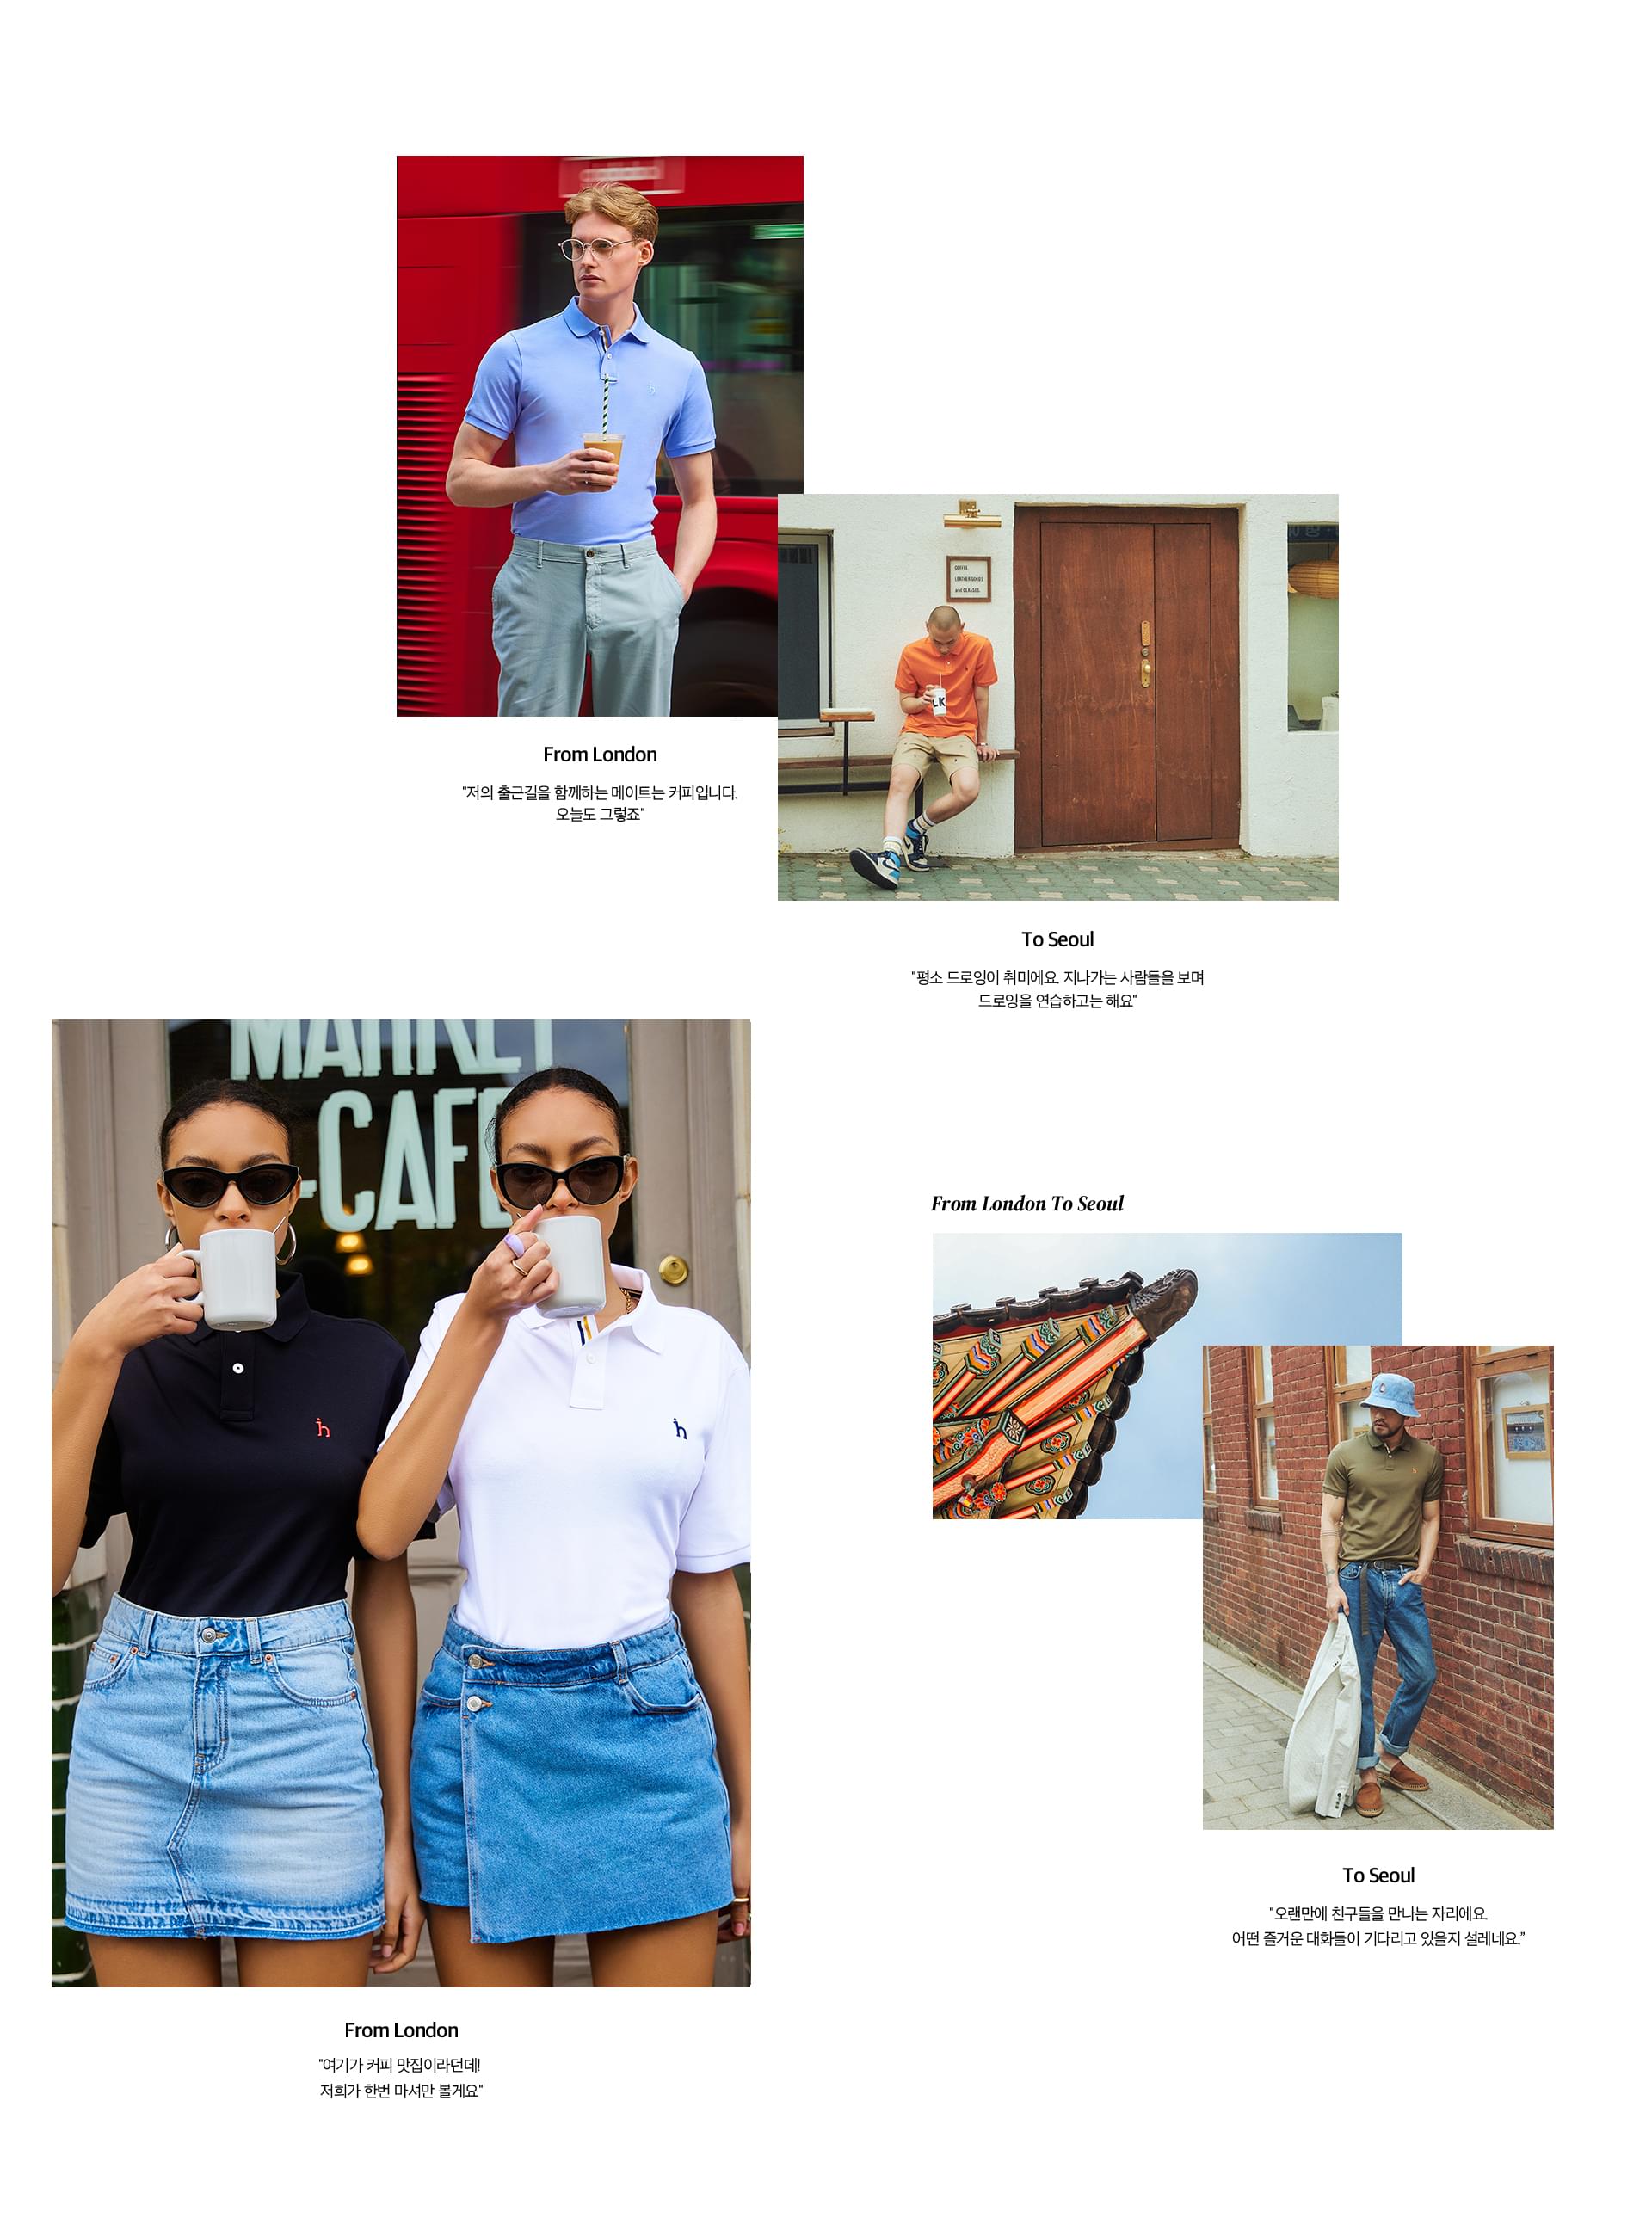 From London
"저의 출근길을 함께하는 메이트는 커피입니다.
오늘도 그렇죠"
COFFEE,
LEATHER GOODS
and GLASSES.
LK
To Seoul
"평소 드로잉이 취미에요. 지나가는 사람들을 보며
드로잉을 연습하고는 해요"
MARKET
-CAFE
h
h
From London
"여기가 커피 맛집이라던데!
저희가 한번 마셔만 볼게요"
From London To Seoul
To Seoul
"오랜만에 친구들을 만나는 자리에요.
어떤 즐거운 대화들이 기다리고 있을지 설레네요.”